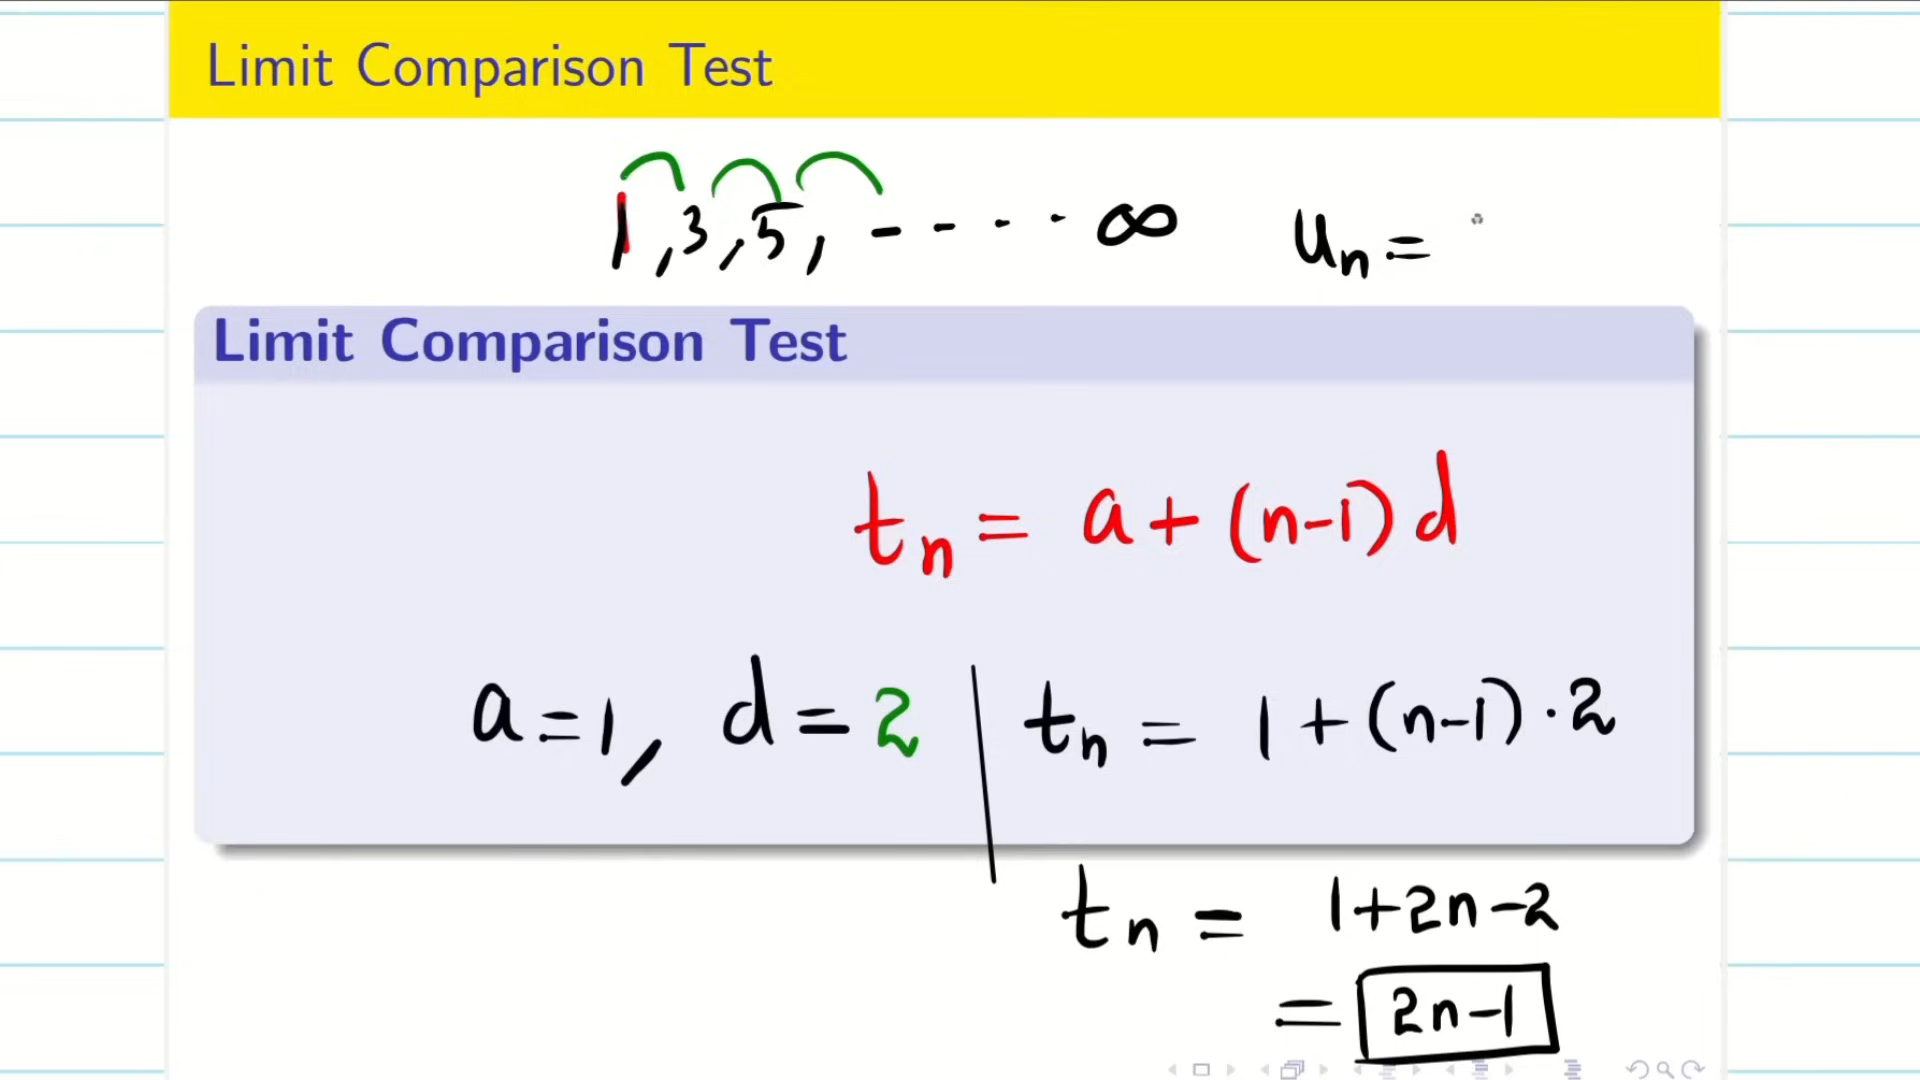 Limit Comparison Test
1, 3, 5, - - - - ∞ uₙ =
Limit Comparison Test
tₙ = a + (n-1) d
a = 1, d = 2 | tₙ = 1 + (n-1) · 2
tₙ = 1+2n-2
= 2n-1